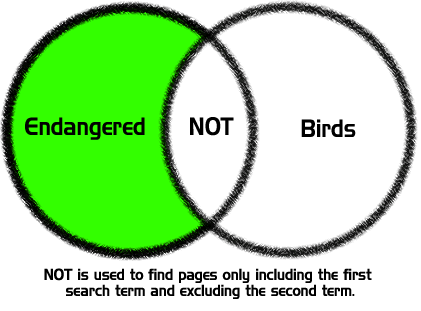 Endangered NOT Birds
NOT is used to find pages only including the first
search term and excluding the second term.